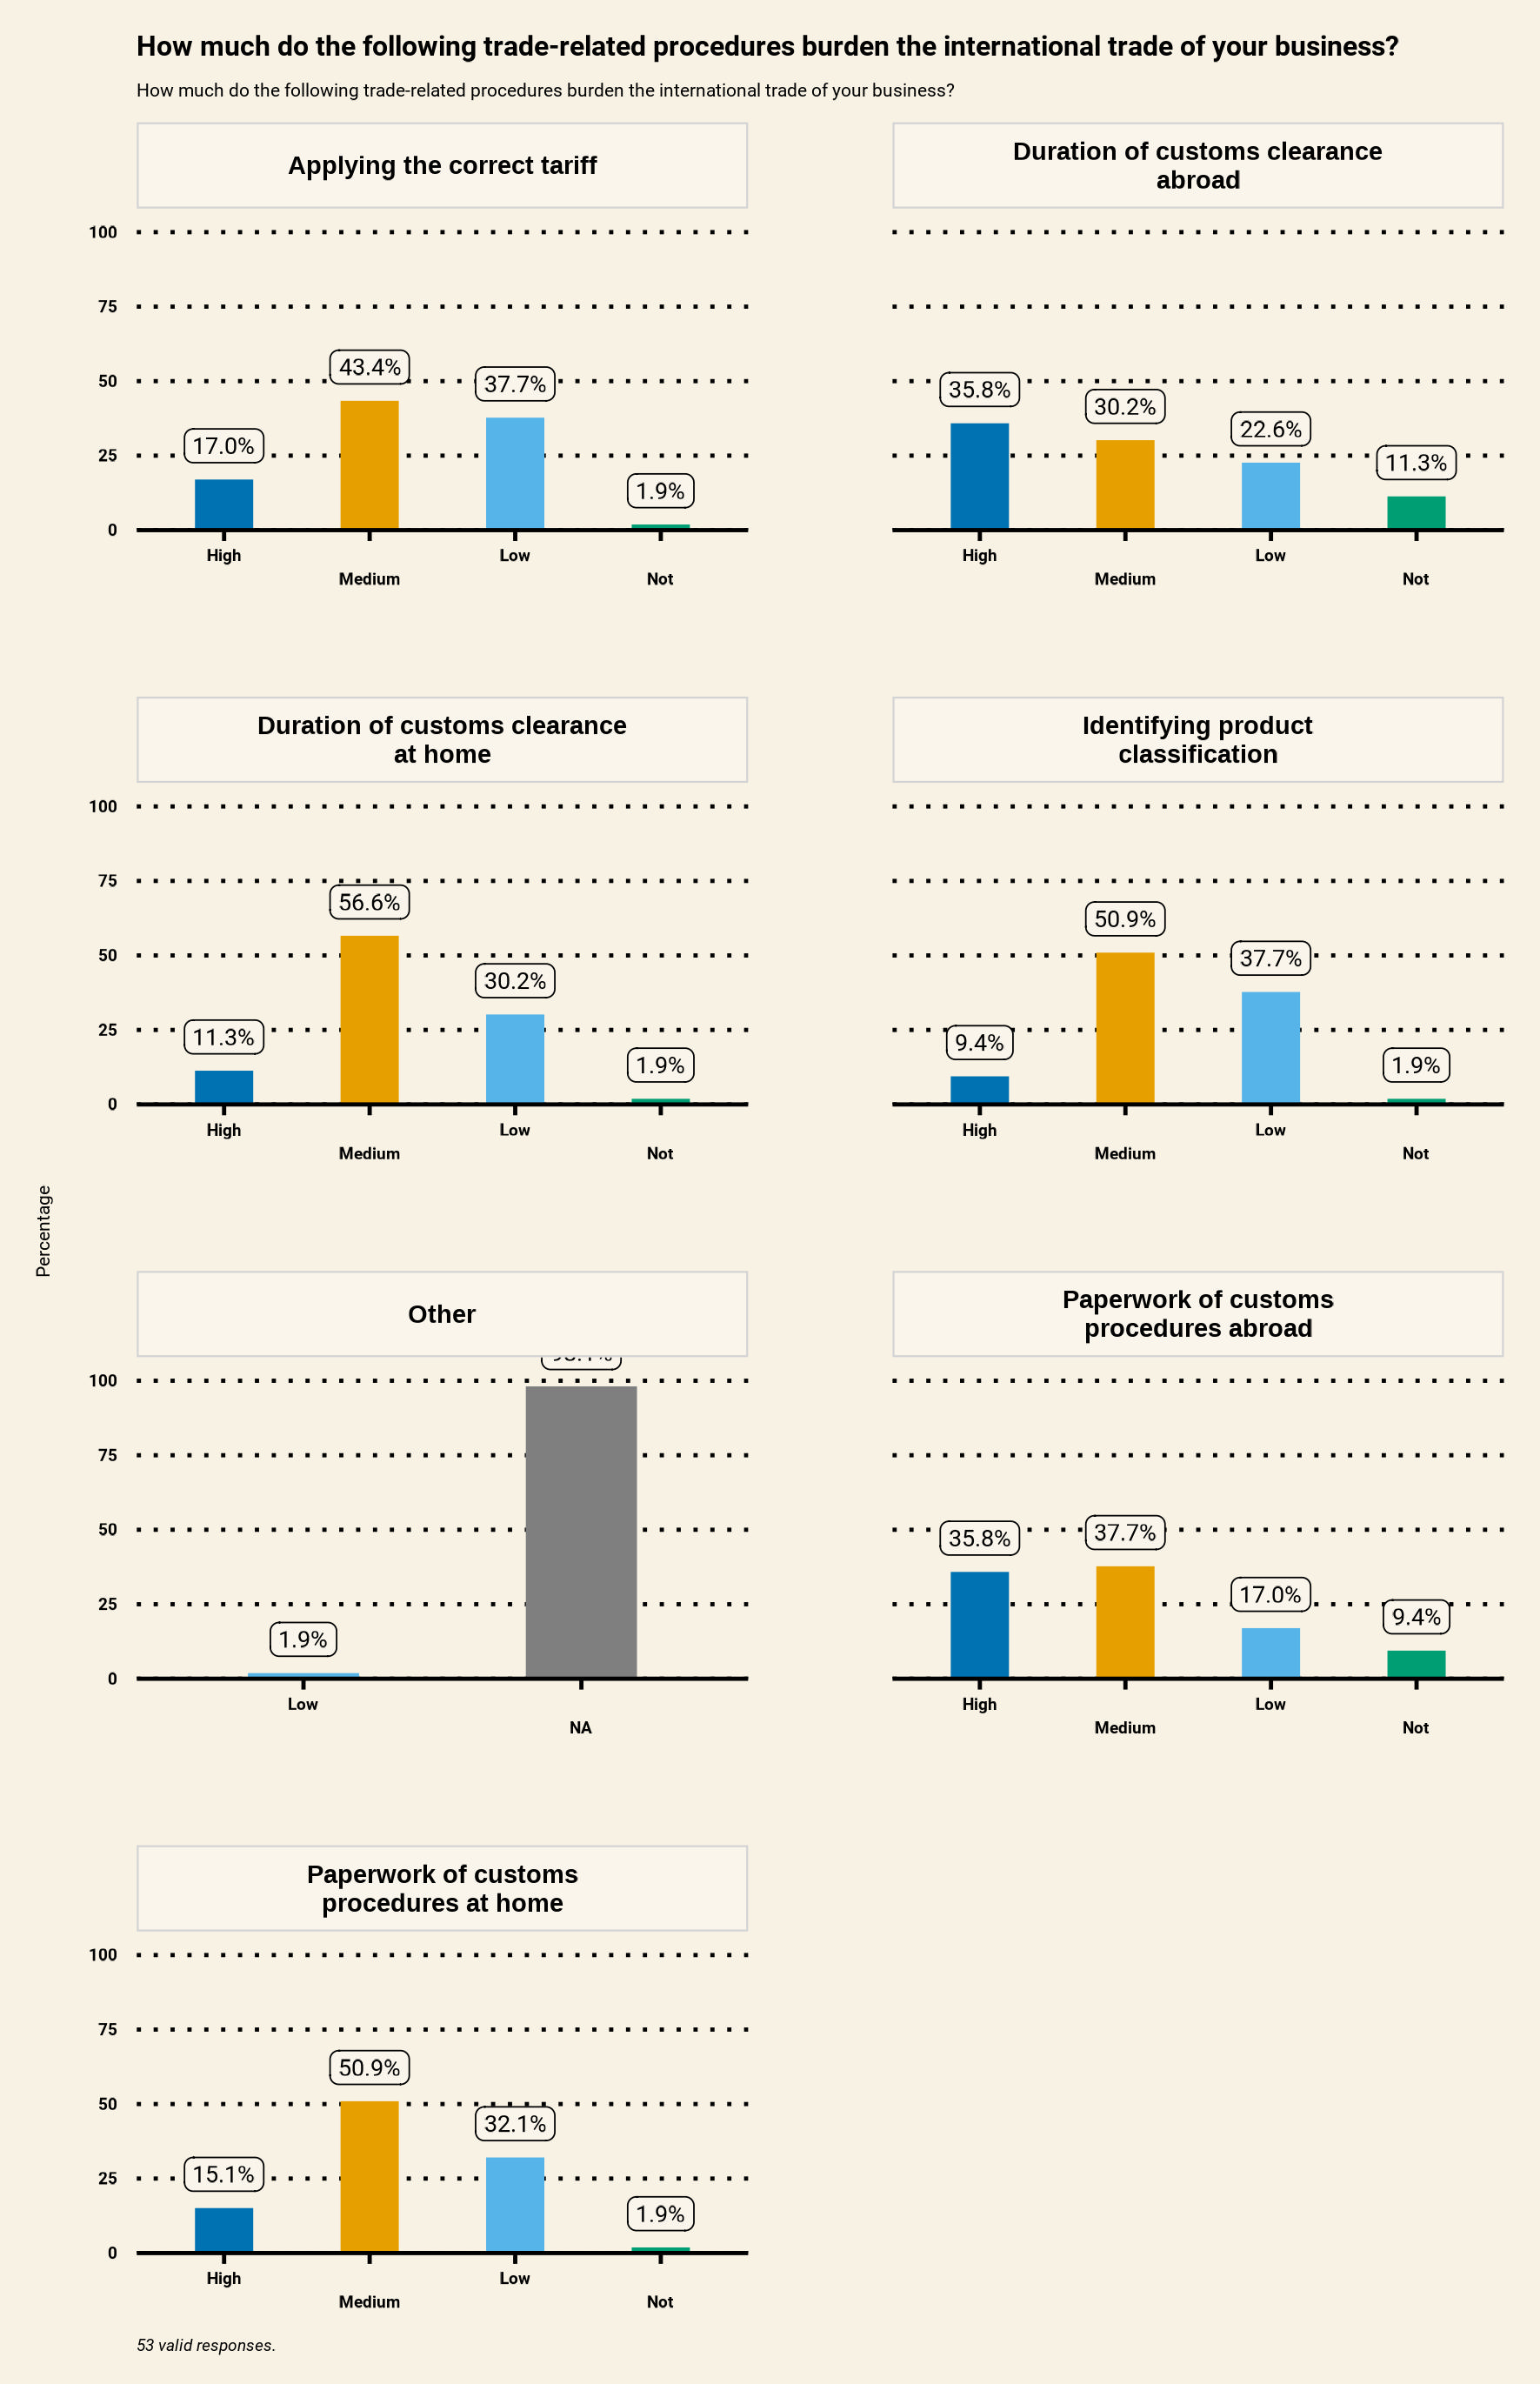 How much do the following trade-related procedures burden the international trade of your business?
How much do the following trade-related procedures burden the international trade of your business?
Applying the correct tariff
100
75
50
25
0
17.0%
43.4%
37.7%
1.9%
High
Medium
Low
Not
Duration of customs clearance
abroad
35.8%
30.2%
22.6%
11.3%
High
Medium
Low
Not
Duration of customs clearance
at home
100
75
50
25
0
11.3%
56.6%
30.2%
1.9%
High
Medium
Low
Not
Identifying product
classification
9.4%
50.9%
37.7%
1.9%
High
Medium
Low
Not
Percentage
Other
100
75
50
25
0
1.9%
Low
NA
Paperwork of customs
procedures abroad
35.8%
37.7%
17.0%
9.4%
High
Medium
Low
Not
Paperwork of customs
procedures at home
100
75
50
25
0
15.1%
50.9%
32.1%
1.9%
High
Medium
Low
Not
53 valid responses.